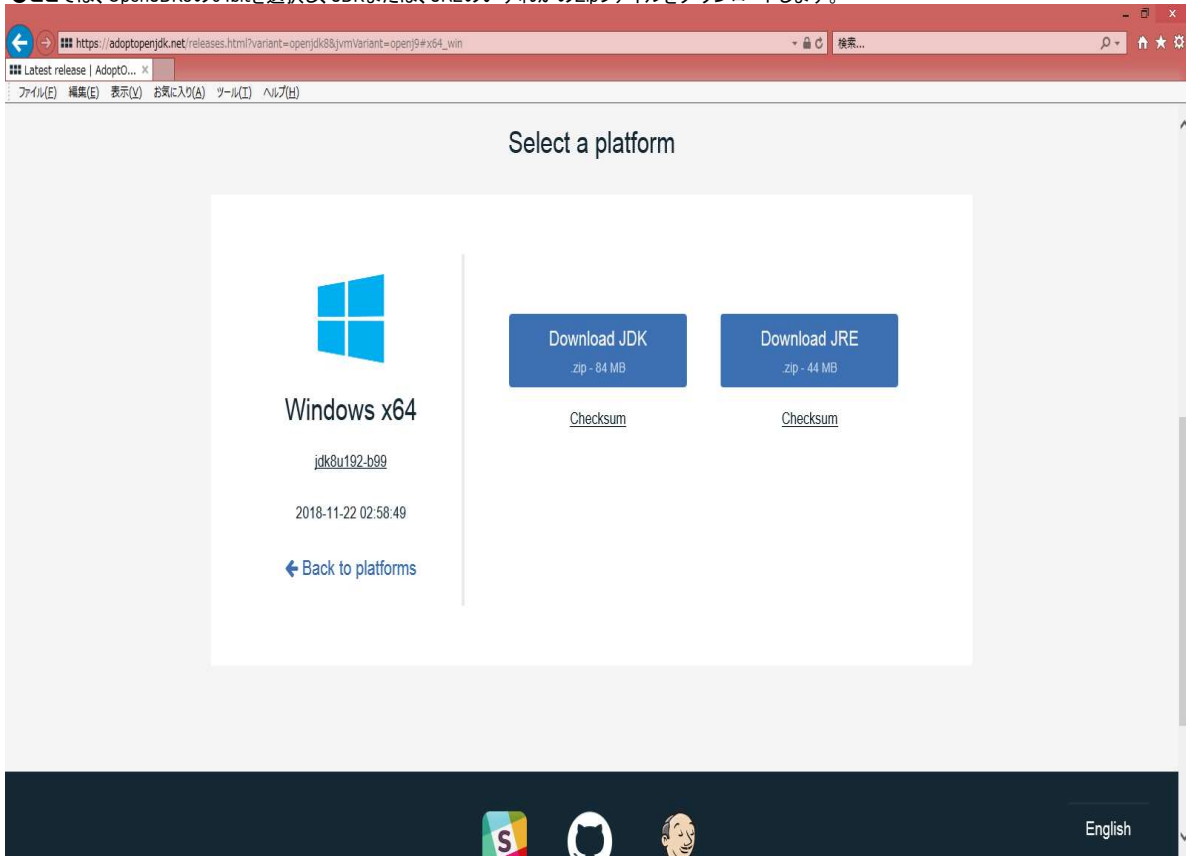 https://adoptopenjdk.net/releases.html?variant=openjdk8&jvmVariant=openj9#x64_win
検索...
Latest release | AdoptO...
ファイル(F) 編集(E) 表示(V) お気に入り(A) ツール(T) ヘルプ(H)
Select a platform
Windows x64
jdk8u192-b99
2018-11-22 02:58:49
Back to platforms
Download JDK
.zip - 84 MB
Checksum
Download JRE
.zip - 44 MB
Checksum
S
English